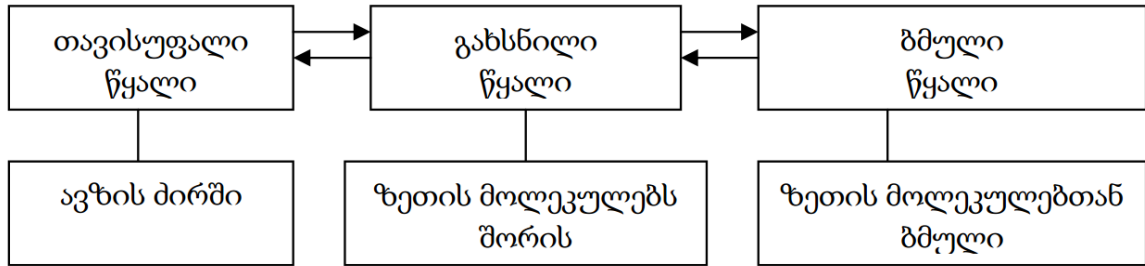 თავისუფალი
წყალი
გახსნილი
წყალი
ბმული
წყალი
ავზის ძირში
ზეთის მოლეკულებს
შორის
ზეთის მოლეკულებთან
ბმული